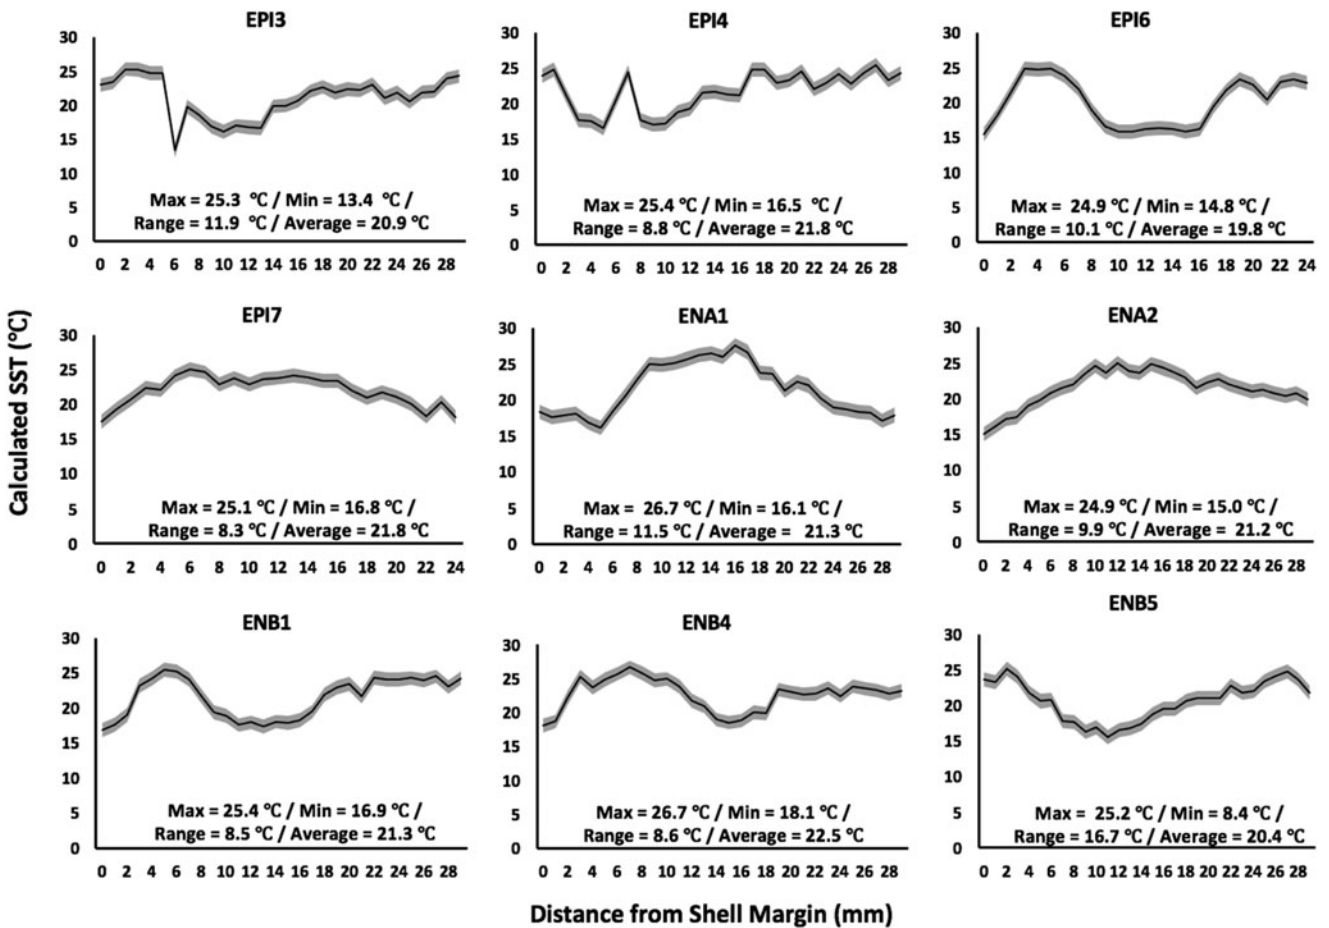 Calculated SST (°C)
EPI3
30
25
20
15
10
5
0
Max = 25.3 °C / Min = 13.4 °C /
Range = 11.9 °C / Average = 20.9 °C
0 2 4 6 8 10 12 14 16 18 20 22 24 26 28
EPI4
30
25
20
15
10
5
0
Max = 25.4 °C / Min = 16.5 °C /
Range = 8.8 °C / Average = 21.8 °C
0 2 4 6 8 10 12 14 16 18 20 22 24 26 28
EPI6
30
25
20
15
10
5
0
Max = 24.9 °C / Min = 14.8 °C /
Range = 10.1 °C / Average = 19.8 °C
0 2 4 6 8 10 12 14 16 18 20 22 24
EPI7
30
25
20
15
10
5
0
Max = 25.1 °C / Min = 16.8 °C /
Range = 8.3 °C / Average = 21.8 °C
0 2 4 6 8 10 12 14 16 18 20 22 24
ENA1
30
25
20
15
10
5
0
Max = 26.7 °C / Min = 16.1 °C /
Range = 11.5 °C / Average = 21.3 °C
0 2 4 6 8 10 12 14 16 18 20 22 24 26 28
ENA2
30
25
20
15
10
5
0
Max = 24.9 °C / Min = 15.0 °C /
Range = 9.9 °C / Average = 21.2 °C
0 2 4 6 8 10 12 14 16 18 20 22 24 26 28
ENB1
30
25
20
15
10
5
0
Max = 25.4 °C / Min = 16.9 °C /
Range = 8.5 °C / Average = 21.3 °C
0 2 4 6 8 10 12 14 16 18 20 22 24 26 28
ENB4
30
25
20
15
10
5
0
Max = 26.7 °C / Min = 18.1 °C /
Range = 8.6 °C / Average = 22.5 °C
0 2 4 6 8 10 12 14 16 18 20 22 24 26 28
ENB5
30
25
20
15
10
5
0
Max = 25.2 °C / Min = 8.4 °C /
Range = 16.7 °C / Average = 20.4 °C
0 2 4 6 8 10 12 14 16 18 20 22 24 26 28
Distance from Shell Margin (mm)